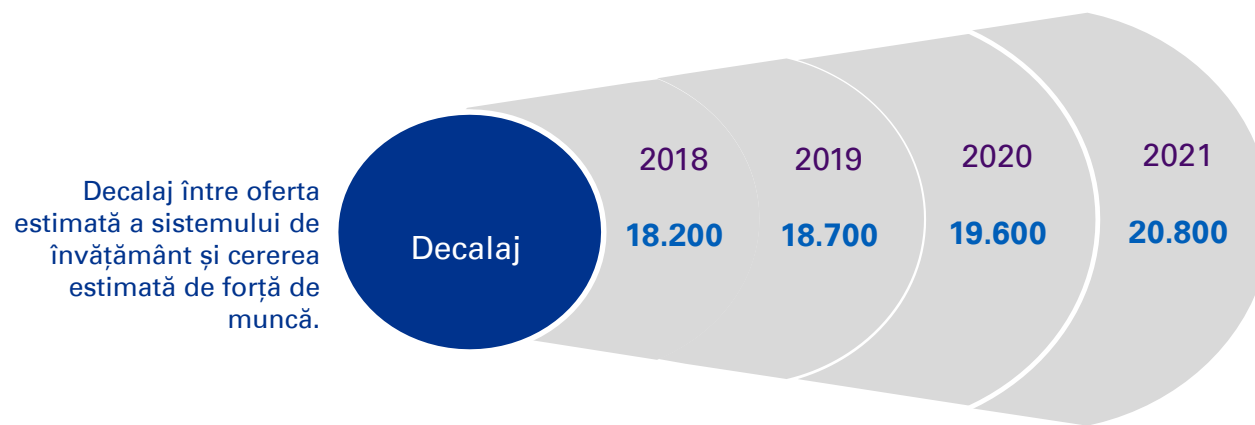 Decalaj între oferta
estimată a sistemului de
învățământ și cererea
estimată de forță de
muncă.
Decalaj
2018
2019
2020
2021
18.200
18.700
19.600
20.800